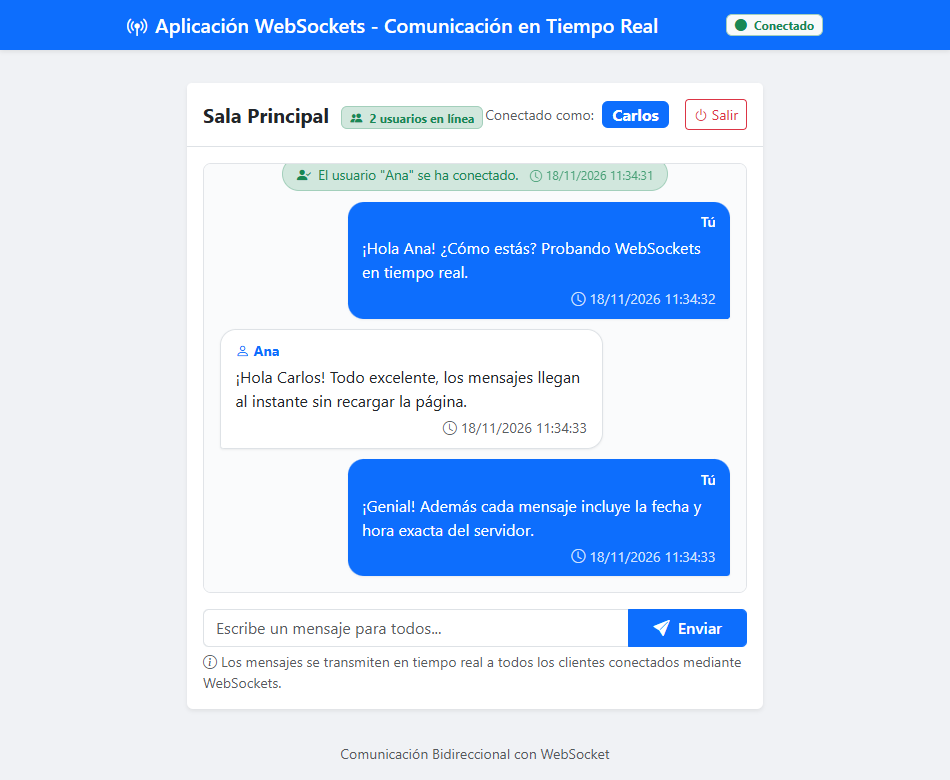 Aplicación WebSockets - Comunicación en Tiempo Real
Conectado
Sala Principal
2 usuarios en línea
Conectado como:
Carlos
Salir
El usuario "Ana" se ha conectado.
18/11/2026 11:34:31
Tú
¡Hola Ana! ¿Cómo estás? Probando WebSockets
en tiempo real.
18/11/2026 11:34:32
Ana
¡Hola Carlos! Todo excelente, los mensajes llegan
al instante sin recargar la página.
18/11/2026 11:34:33
Tú
¡Genial! Además cada mensaje incluye la fecha y
hora exacta del servidor.
18/11/2026 11:34:33
Escribe un mensaje para todos...
Enviar
Los mensajes se transmiten en tiempo real a todos los clientes conectados mediante
WebSockets.
Comunicación Bidireccional con WebSocket